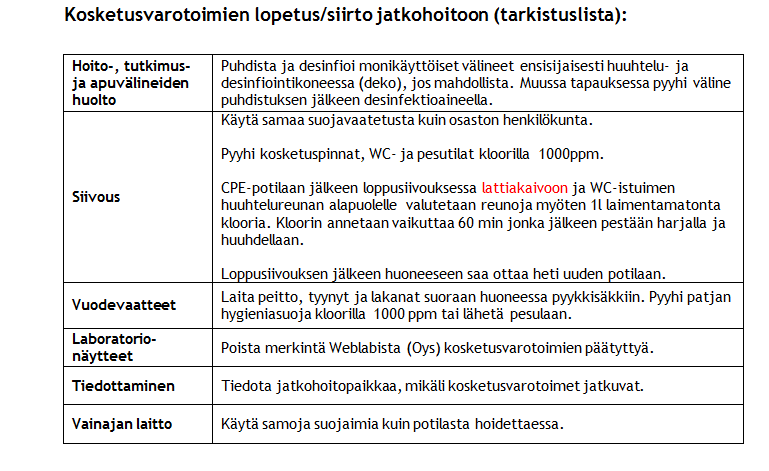 Kosketusvarotoimien lopetus/siirto jatkohoitoon (tarkistuslista):
Hoito-, tutkimus-
ja apuvälineiden
huolto
Puhdista ja desinfioi monikäyttöiset välineet ensisijaisesti huuhtelu- ja
desinfiointikoneessa (deko), jos mahdollista. Muussa tapauksessa pyyhi väline
puhdistuksen jälkeen desinfektioaineella.
Siivous
Käytä samaa suojavaatetusta kuin osaston henkilökunta.
Pyyhi kosketuspinnat, WC- ja pesutilat kloorilla 1000ppm.
CPE-potilaan jälkeen loppusiivouksessa lattiakaivoon ja WC-istuimen
huuhtelureunan alapuolelle valutetaan reunoja myöten 1l laimentamatonta
klooria. Kloorin annetaan vaikuttaa 60 min jonka jälkeen pestään harjalla ja
huuhdellaan.
Loppusiivouksen jälkeen huoneeseen saa ottaa heti uuden potilaan.
Vuodevaatteet
Laita peitto, tyynyt ja lakanat suoraan huoneessa pyykkisäkkiin. Pyyhi patjan
hygieniasuoja kloorilla 1000 ppm tai lähetä pesulaan.
Laboratorio-
näytteet
Poista merkintä Weblabista (Oys) kosketusvarotoimien päätyttyä.
Tiedottaminen
Tiedota jatkohoitopaikkaa, mikäli kosketusvarotoimet jatkuvat.
Vainajan laitto
Käytä samoja suojaimia kuin potilasta hoidettaessa.